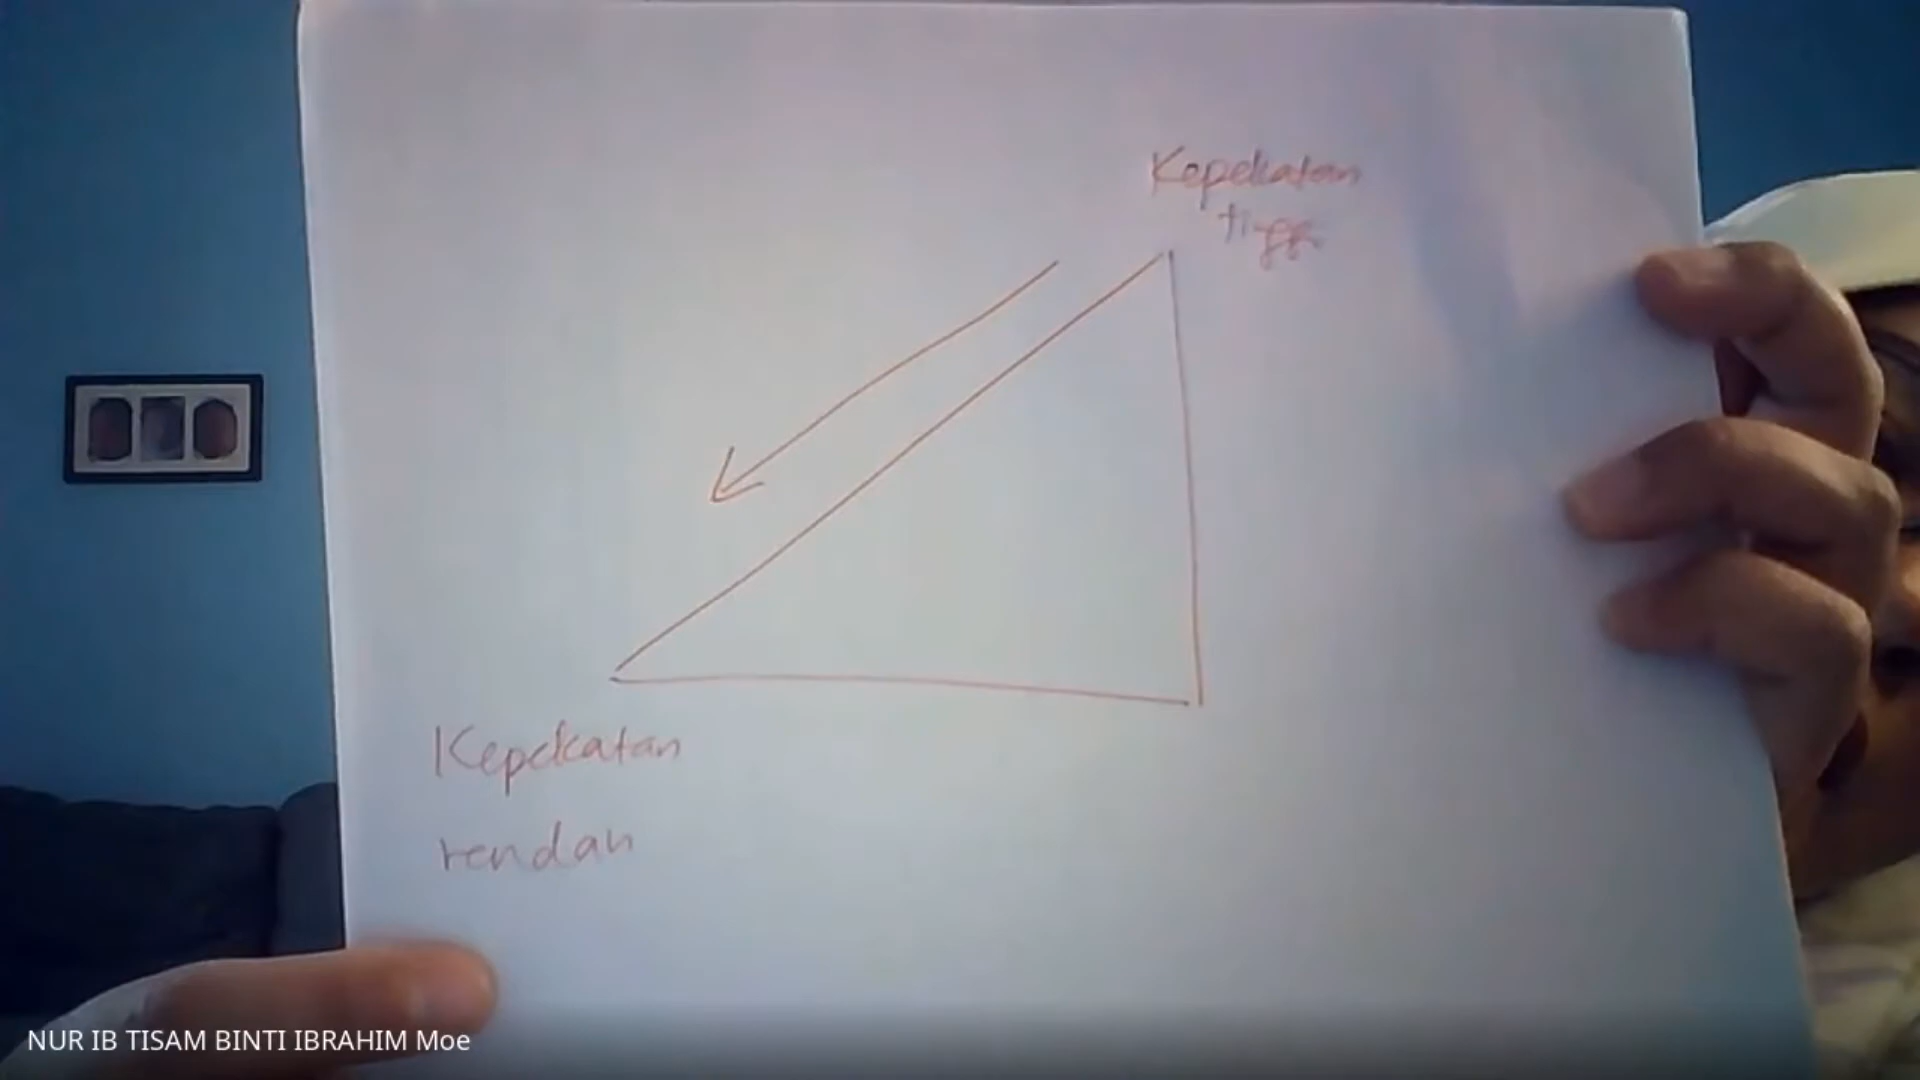 Kepekatan
tinggi
Kepekatan
rendah
NUR IB TISAM BINTI IBRAHIM Moe